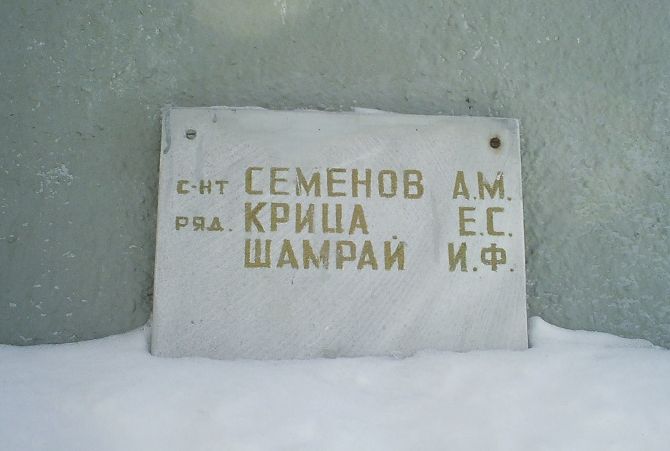 с-нт СЕМЕНОВ А.М.
ряд. КРИЦА Е.С.
ШАМРАЙ И.Ф.